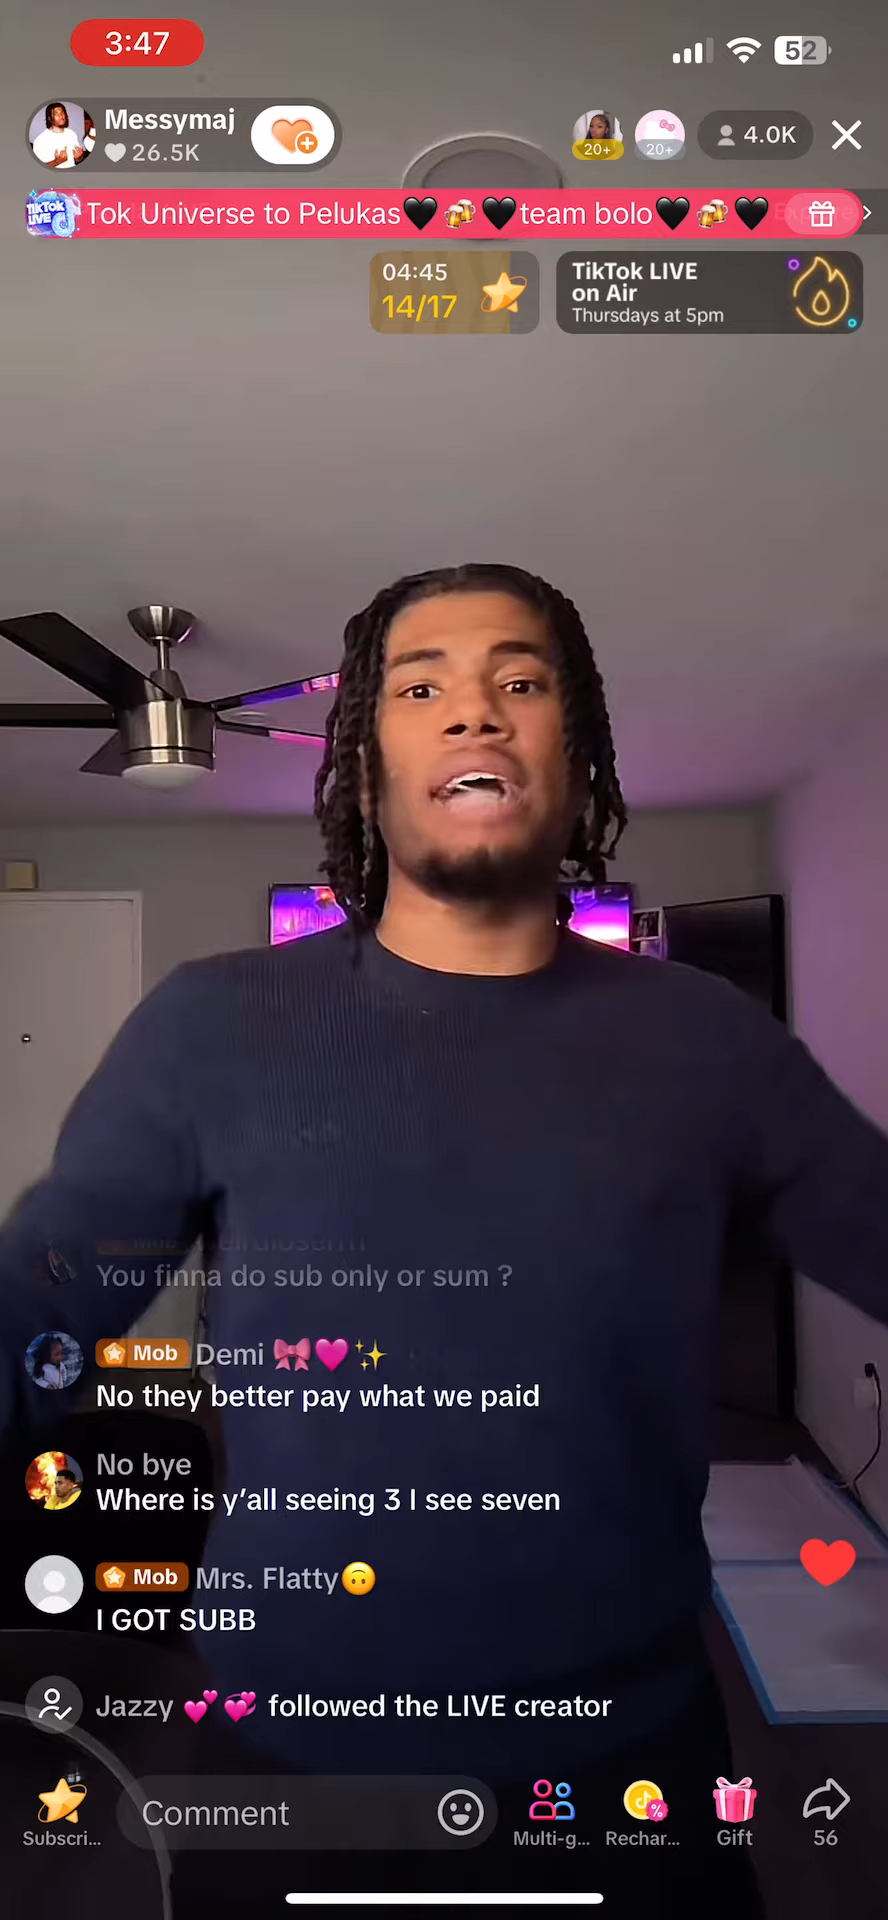 3:47
52
Messymaj
26.5K
20+
20+
4.0K
TikTok LIVE
Tok Universe to Pelukas🖤🍻🖤team bolo🖤🍻🖤
04:45
14/17
TikTok LIVE
on Air
Thursdays at 5pm
You finna do sub only or sum ?
Mob Demi 🎀💗✨
No they better pay what we paid
No bye
Where is y’all seeing 3 I see seven
Mob Mrs. Flatty🙃
I GOT SUBB
Jazzy 💕💞 followed the LIVE creator
Comment
Subscri...
Multi-g...
Rechar...
Gift
56